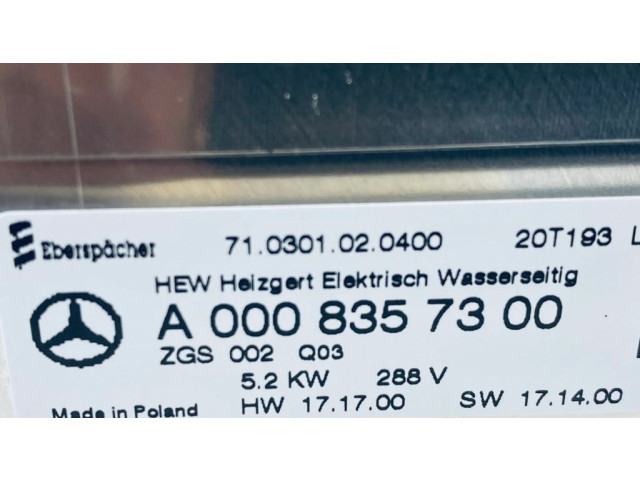 Eberspächer 71.0301.02.0400 20T193 L
HEW Heizgert Elektrisch Wasserseitig
A 000 835 73 00
ZGS 002 Q03
5.2 KW 288 V
Made in Poland HW 17.17.00 SW 17.14.00